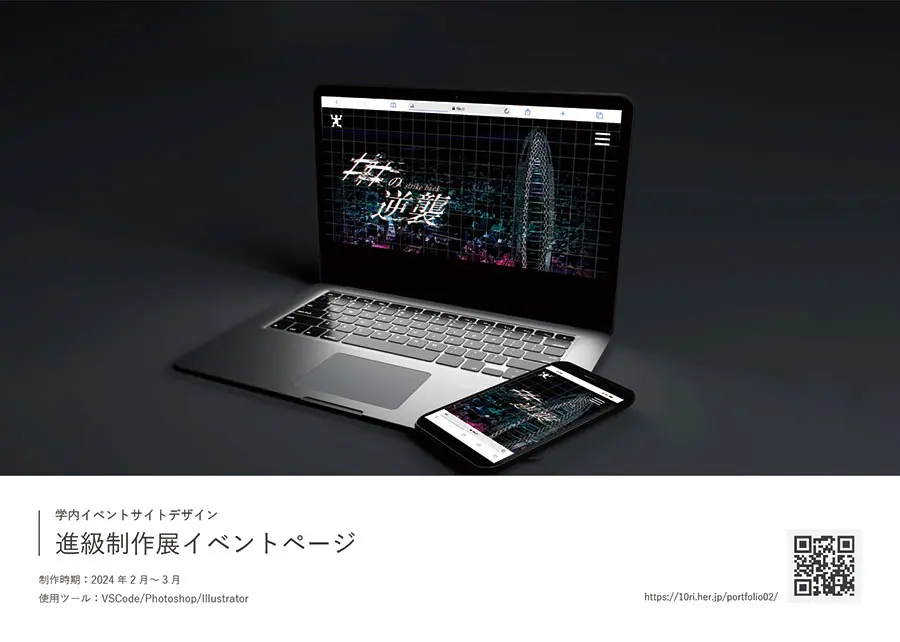 の
strike back
逆襲
学内イベントサイトデザイン
進級制作展イベントページ
制作時期：2024 年 2 月〜 3 月
使用ツール：VSCode/Photoshop/Illustrator
https://10ri.her.jp/portfolio02/